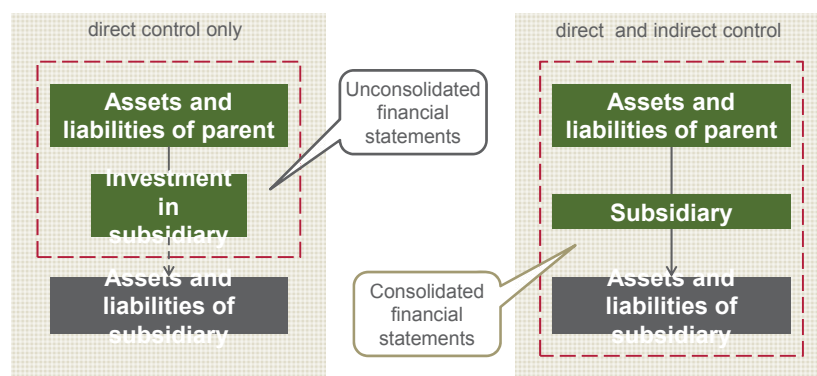 direct control only
Assets and
liabilities of parent
Investment
in
subsidiary
Assets and
liabilities of
subsidiary
Unconsolidated
financial
statements
direct and indirect control
Assets and
liabilities of parent
Subsidiary
Assets and
liabilities of
subsidiary
Consolidated
financial
statements